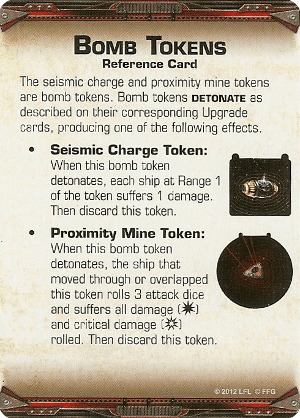 BOMB TOKENS
Reference Card
The seismic charge and proximity mine tokens
are bomb tokens. Bomb tokens DETONATE as
described on their corresponding Upgrade
cards, producing one of the following effects.
• Seismic Charge Token:
When this bomb token
detonates, each ship at Range 1
of the token suffers 1 damage.
Then discard this token.
• Proximity Mine Token:
When this bomb token
detonates, the ship that
moved through or overlapped
this token rolls 3 attack dice
and suffers all damage (✸)
and critical damage (✵)
rolled. Then discard this token.
© 2012 LFL © FFG